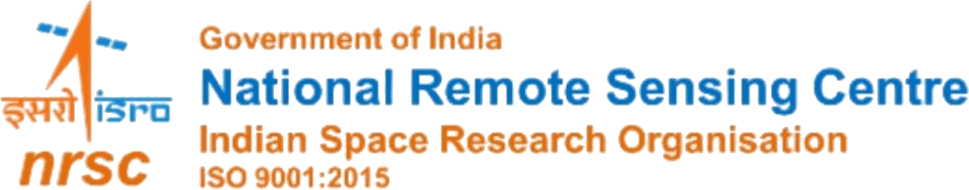 इसरो isro
nrsc
Government of India
National Remote Sensing Centre
Indian Space Research Organisation
ISO 9001:2015